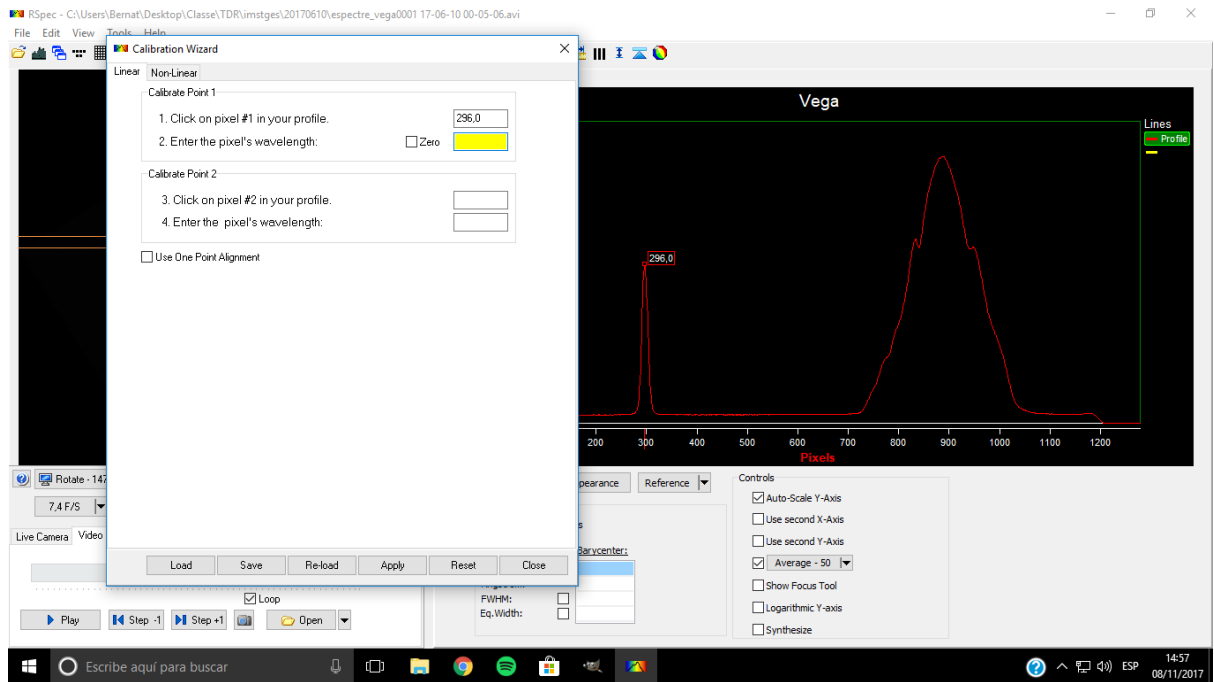 RSpec - C:\Users\Bernat\Desktop\Classe\TDR\imstges\20170610\espectre_vega0001 17-06-10 00-05-06.avi
File Edit View Tools Help
Calibration Wizard
Linear Non-Linear
Calibrate Point 1
1. Click on pixel #1 in your profile. 296,0
2. Enter the pixel's wavelength: Zero
Calibrate Point 2
3. Click on pixel #2 in your profile.
4. Enter the pixel's wavelength:
Use One Point Alignment
Load Save Re-load Apply Reset Close
Vega
Lines
Profile
296,0
200 300 400 500 600 700 800 900 1000 1100 1200
Pixels
Rotate - 147
7,4 F/S
Live Camera Video
Loop
Play Step -1 Step +1 Open
pearance Reference
Barycenter:
FWHM:
Eq.Width:
Controls
Auto-Scale Y-Axis
Use second X-Axis
Use second Y-Axis
Average - 50
Show Focus Tool
Logarithmic Y-axis
Synthesize
Escribe aquí para buscar
ESP
14:57
08/11/2017